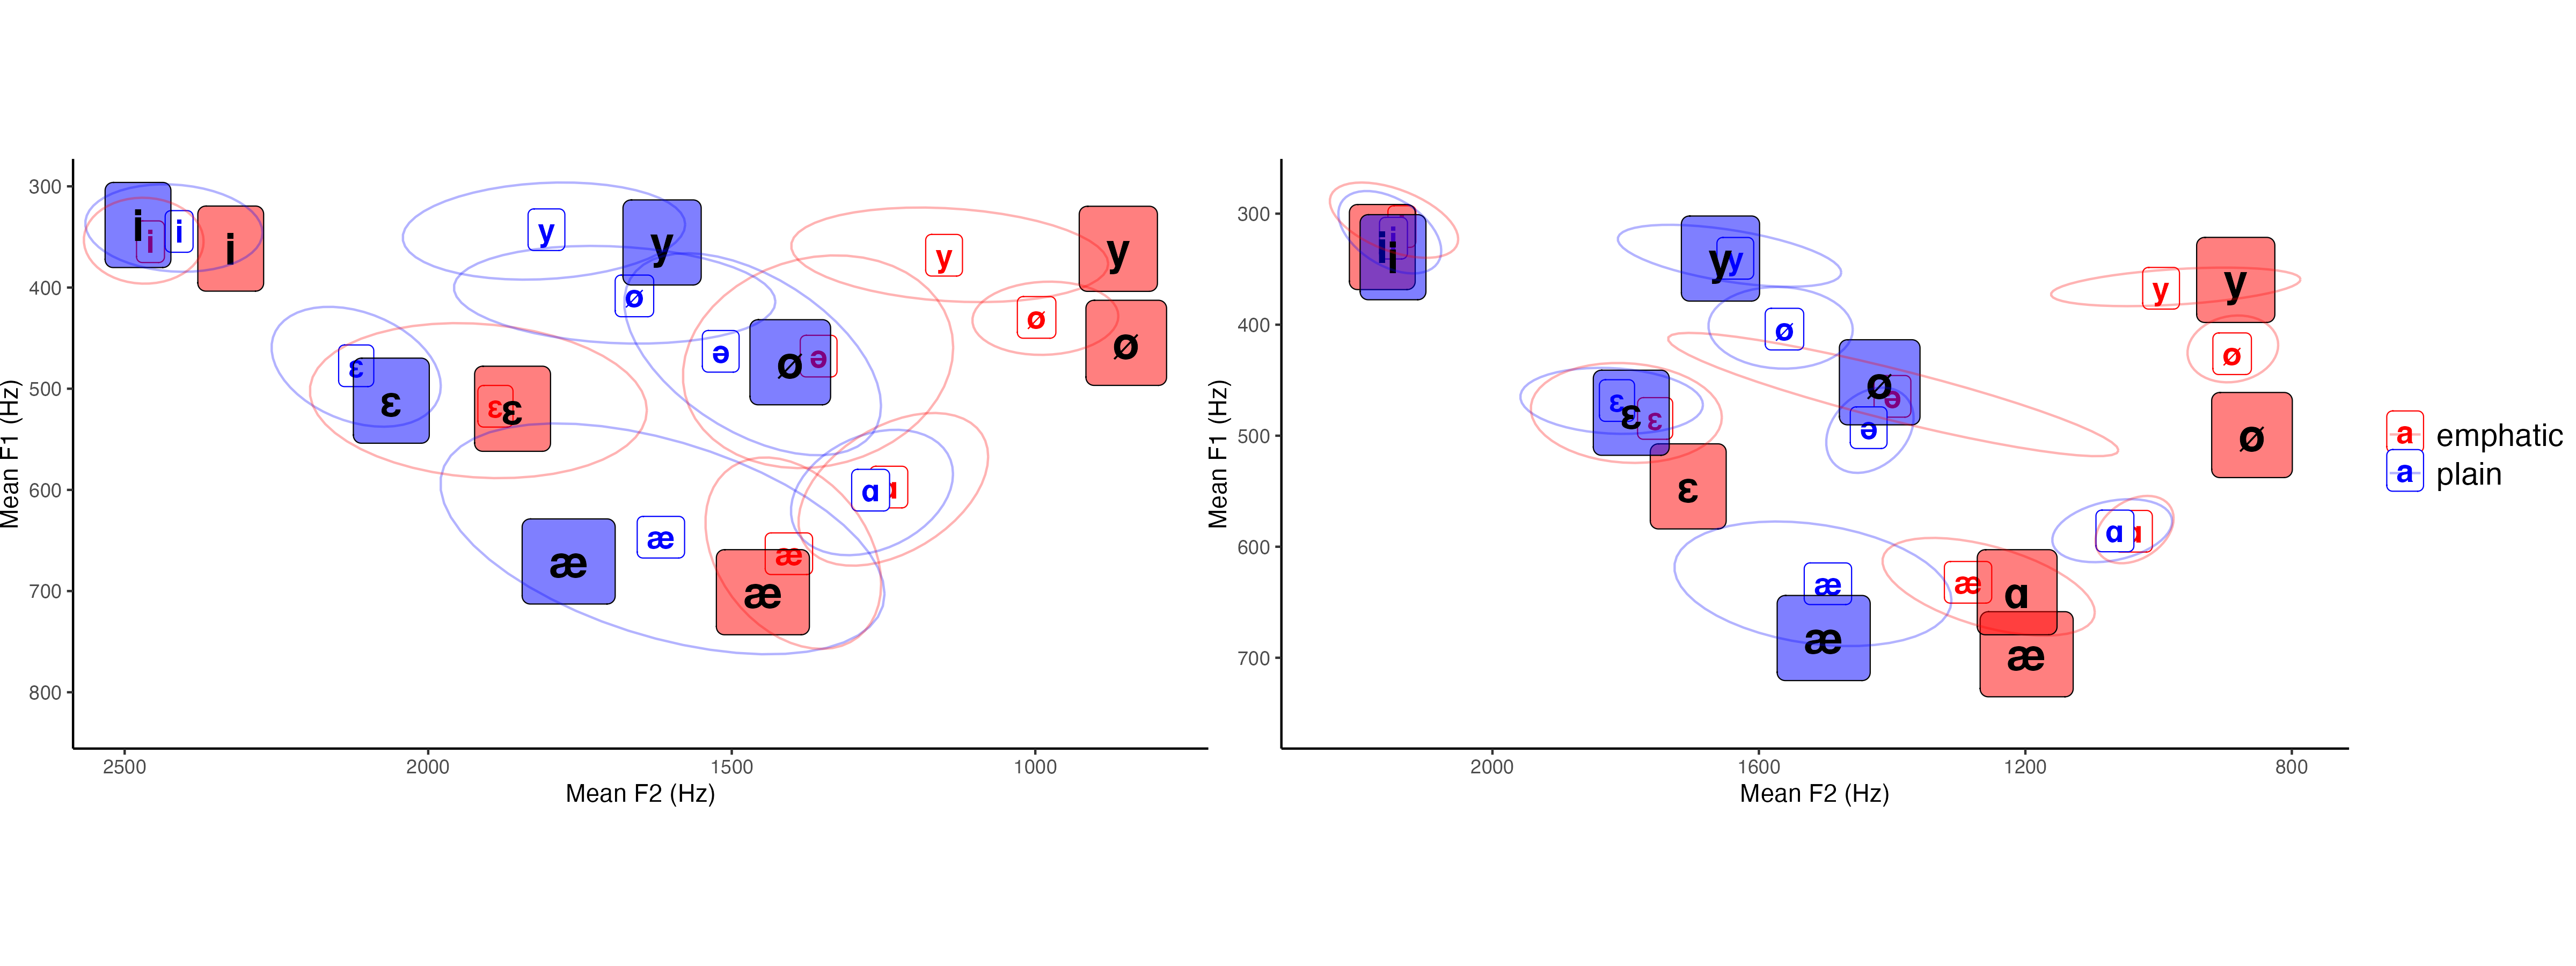 300
400
500
600
700
800
Mean F1 (Hz)
2500 2000 1500 1000
Mean F2 (Hz)
i i i i
y y y y
ø ø ø ø
ə ə
ɛ ɛ ɛ ɛ
ɑ ɑ
æ æ æ æ
300
400
500
600
700
Mean F1 (Hz)
2000 1600 1200 800
Mean F2 (Hz)
i i i i
y y y y
ø ø ø ø
ə ə
ɛ ɛ ɛ ɛ
ɑ ɑ ɑ
æ æ æ æ
a emphatic
a plain